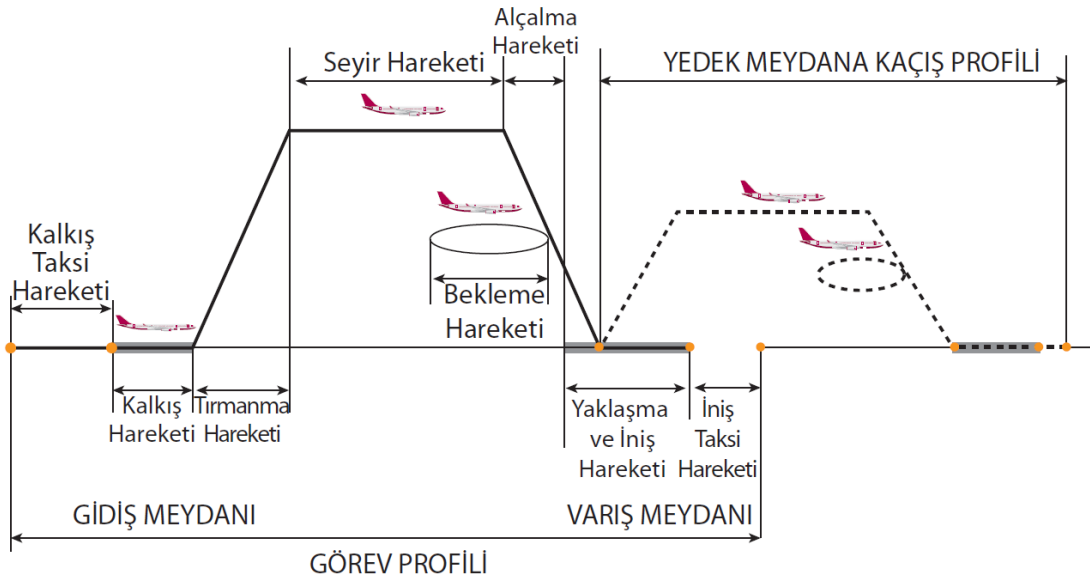 Alçalma
Hareketi
Seyir Hareketi
YEDEK MEYDANA KAÇIŞ PROFİLİ
Kalkış
Taksi
Hareketi
Bekleme
Hareketi
Kalkış
Hareketi
Tırmanma
Hareketi
Yaklaşma
ve İniş
Hareketi
İniş
Taksi
Hareketi
GİDİŞ MEYDANI
VARIŞ MEYDANI
GÖREV PROFİLİ